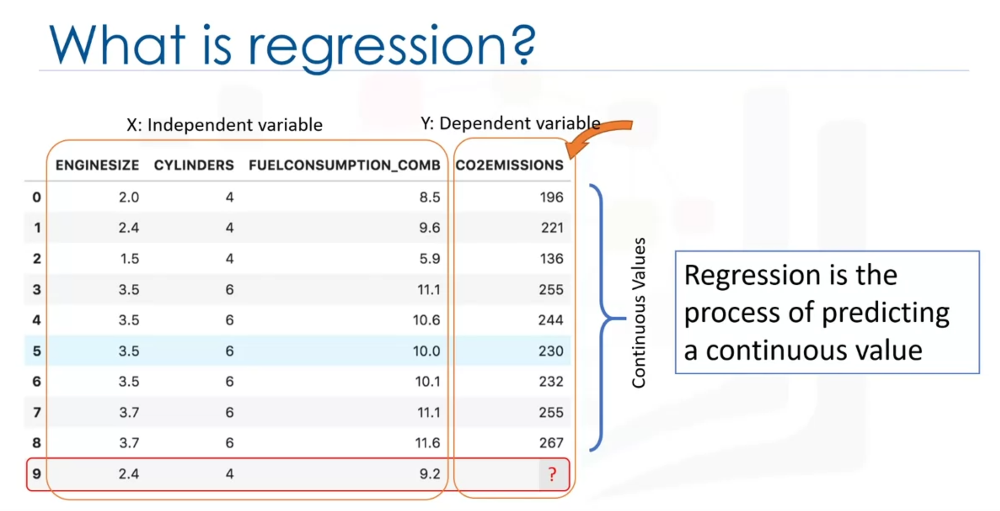 What is regression?
X: Independent variable Y: Dependent variable
ENGINESIZE CYLINDERS FUELCONSUMPTION_COMB CO2EMISSIONS
0 2.0 4 8.5 196
1 2.4 4 9.6 221
2 1.5 4 5.9 136
3 3.5 6 11.1 255
4 3.5 6 10.6 244
5 3.5 6 10.0 230
6 3.5 6 10.1 232
7 3.7 6 11.1 255
8 3.7 6 11.6 267
9 2.4 4 9.2 ?
Continuous Values
Regression is the
process of predicting
a continuous value